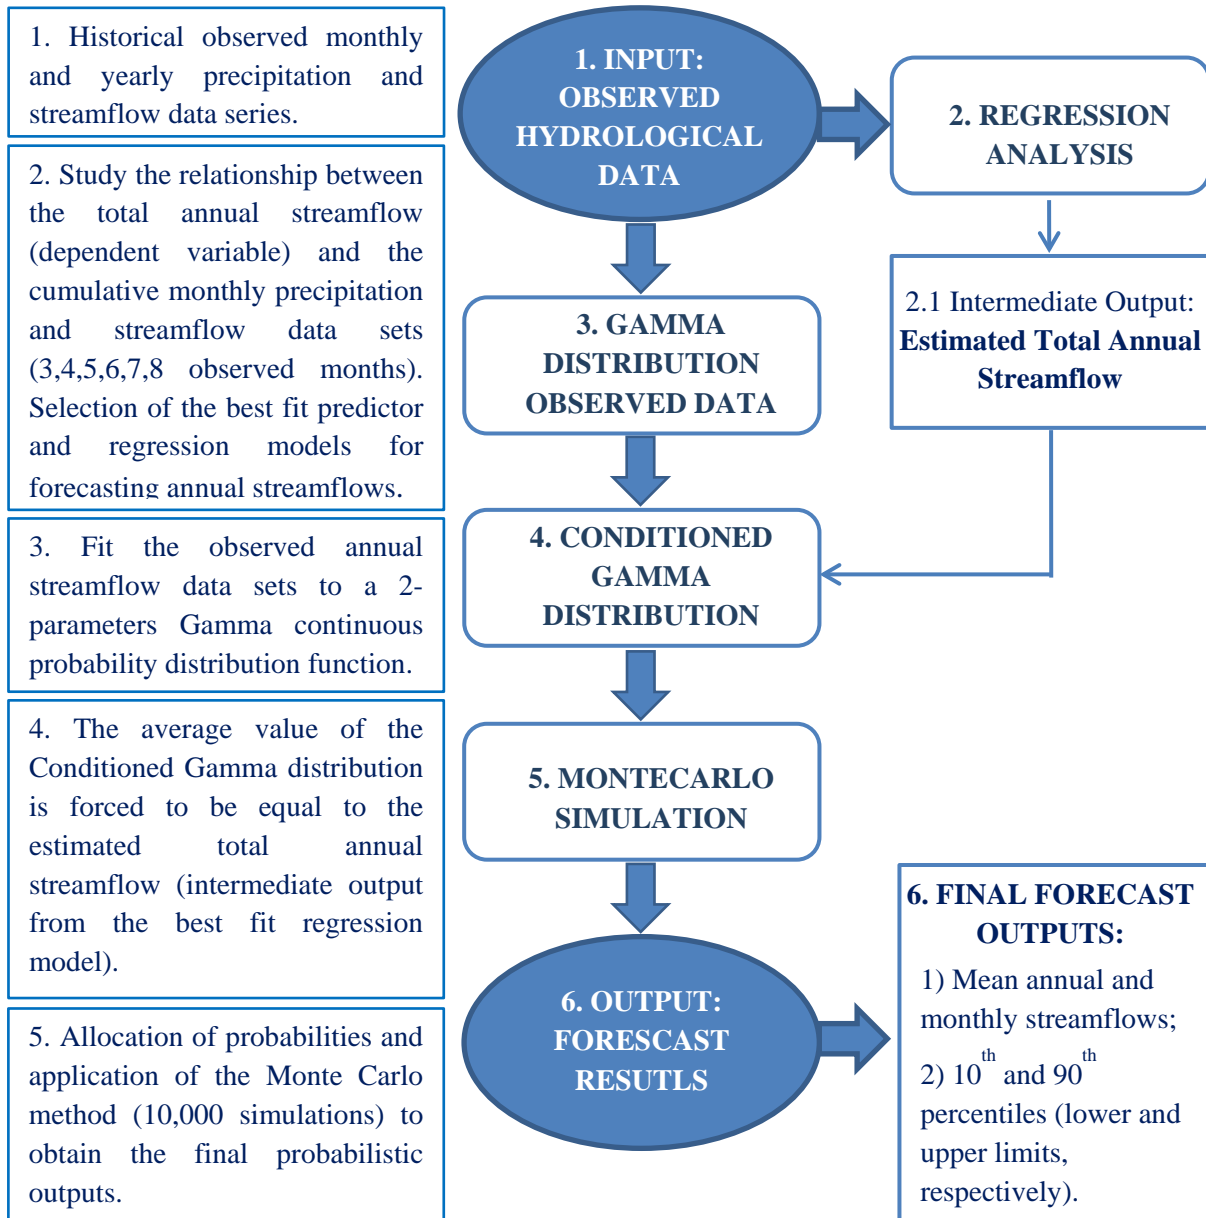 1. Historical observed monthly
and yearly precipitation and
streamflow data series.
2. Study the relationship between
the total annual streamflow
(dependent variable) and the
cumulative monthly precipitation
and streamflow data sets
(3,4,5,6,7,8 observed months).
Selection of the best fit predictor
and regression models for
forecasting annual streamflows.
3. Fit the observed annual
streamflow data sets to a 2-
parameters Gamma continuous
probability distribution function.
4. The average value of the
Conditioned Gamma distribution
is forced to be equal to the
estimated total annual
streamflow (intermediate output
from the best fit regression
model).
5. Allocation of probabilities and
application of the Monte Carlo
method (10,000 simulations) to
obtain the final probabilistic
outputs.
1. INPUT:
OBSERVED
HYDROLOGICAL
DATA
2. REGRESSION
ANALYSIS
2.1 Intermediate Output:
Estimated Total Annual
Streamflow
3. GAMMA
DISTRIBUTION
OBSERVED DATA
4. CONDITIONED
GAMMA
DISTRIBUTION
5. MONTECARLO
SIMULATION
6. OUTPUT:
FORESCAST
RESUTLS
6. FINAL FORECAST
OUTPUTS:
1) Mean annual and
monthly streamflows;
2) 10th and 90th
percentiles (lower and
upper limits,
respectively).